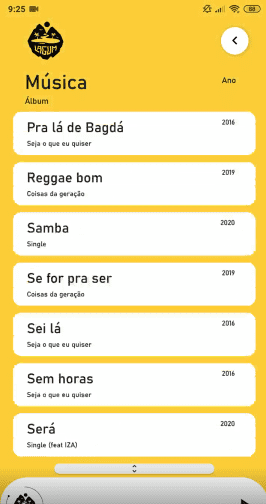 9:25
88
LAGUM
Música
Ano
Álbum
Pra lá de Bagdá
2016
Seja o que eu quiser
Reggae bom
2019
Coisas da geração
Samba
2020
Single
Se for pra ser
2019
Coisas da geração
Sei lá
2016
Seja o que eu quiser
Sem horas
2016
Seja o que eu quiser
Será
2020
Single (feat IZA)